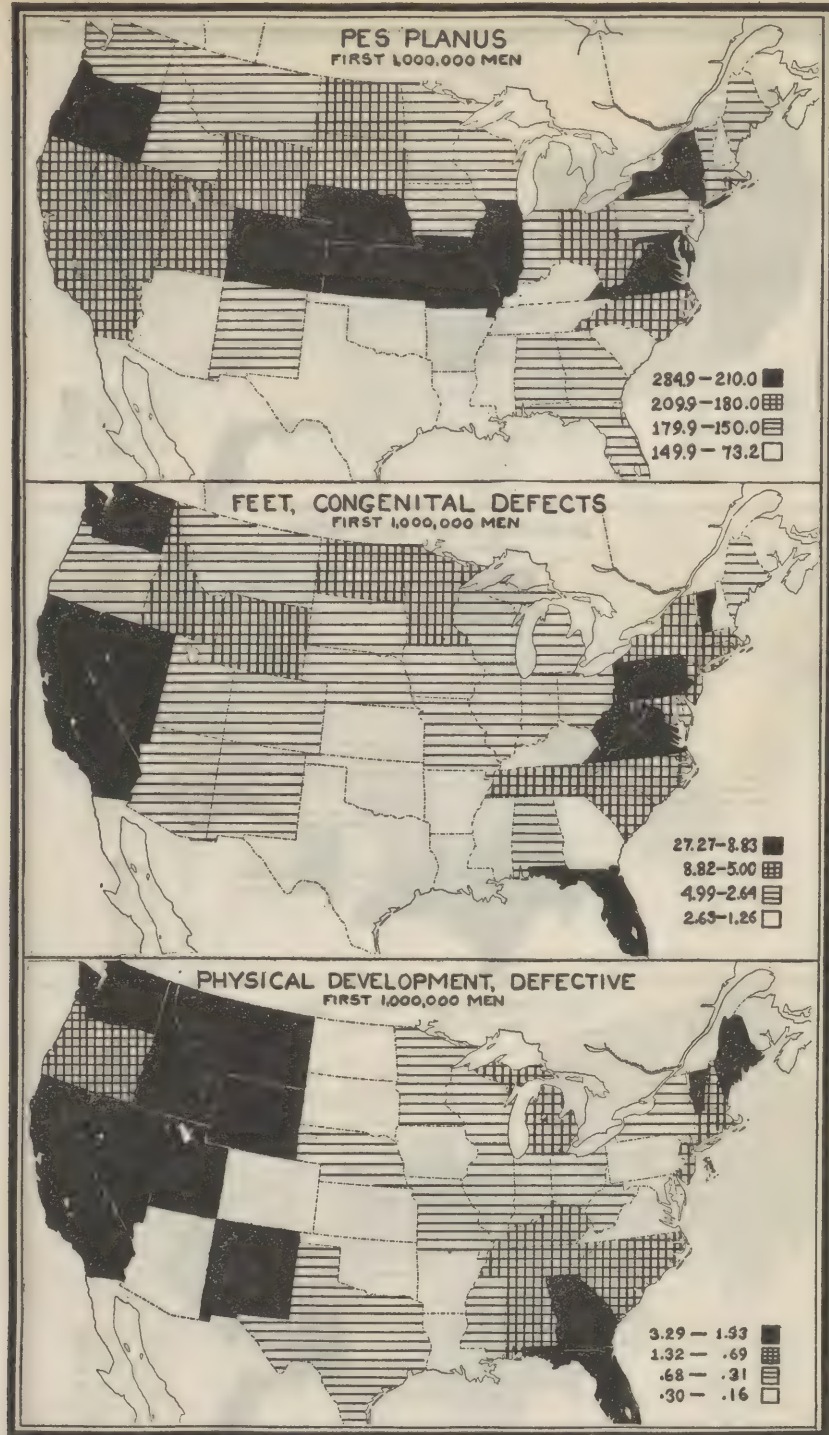 PES PLANUS
FIRST 1,000,000 MEN
284.9–210.0
209.9–180.0
179.9–150.0
149.9–73.2
FEET, CONGENITAL DEFECTS
FIRST 1,000,000 MEN
27.27–8.83
8.82–5.00
4.99–2.64
2.63–1.26
PHYSICAL DEVELOPMENT, DEFECTIVE
FIRST 1,000,000 MEN
3.29 – 1.33
1.32 – .69
.68 – .31
.30 – .16